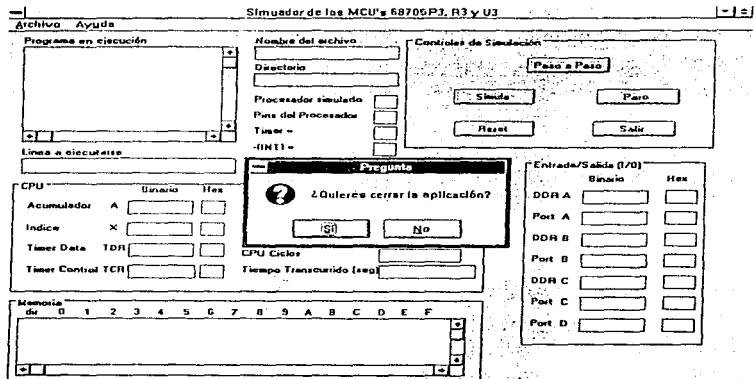 Simuador de los MCU's 68705P3, R3 y U3
Archivo Ayuda
Programa en ejecución
Nombre del archivo
Directorio
Procesador simulado
Pins del Procesador
Timer =
-(INT) =
Controles de Simulación
Paso a Paso
Simula
Paro
Reset
Salir
Linea a ejecutarse
Pregunta
¿Quieres cerrar la aplicación?
Sí
No
CPU
Binario Hex
Acumulador A
Indice X
Timer Data TDR
Timer Control TCR
CPU Ciclos
Tiempo Transcurrido (seg)
Entrada/Salida (I/O)
Binario Hex
DDR A
Port A
DDR B
Port B
DDR C
Port C
Port D
Memoria
dir 0 1 2 3 4 5 6 7 8 9 A B C D E F